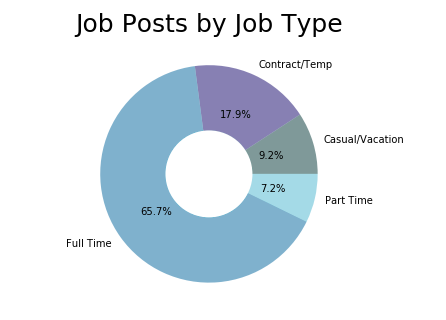 Job Posts by Job Type
Contract/Temp
17.9%
Casual/Vacation
9.2%
7.2%
Part Time
65.7%
Full Time